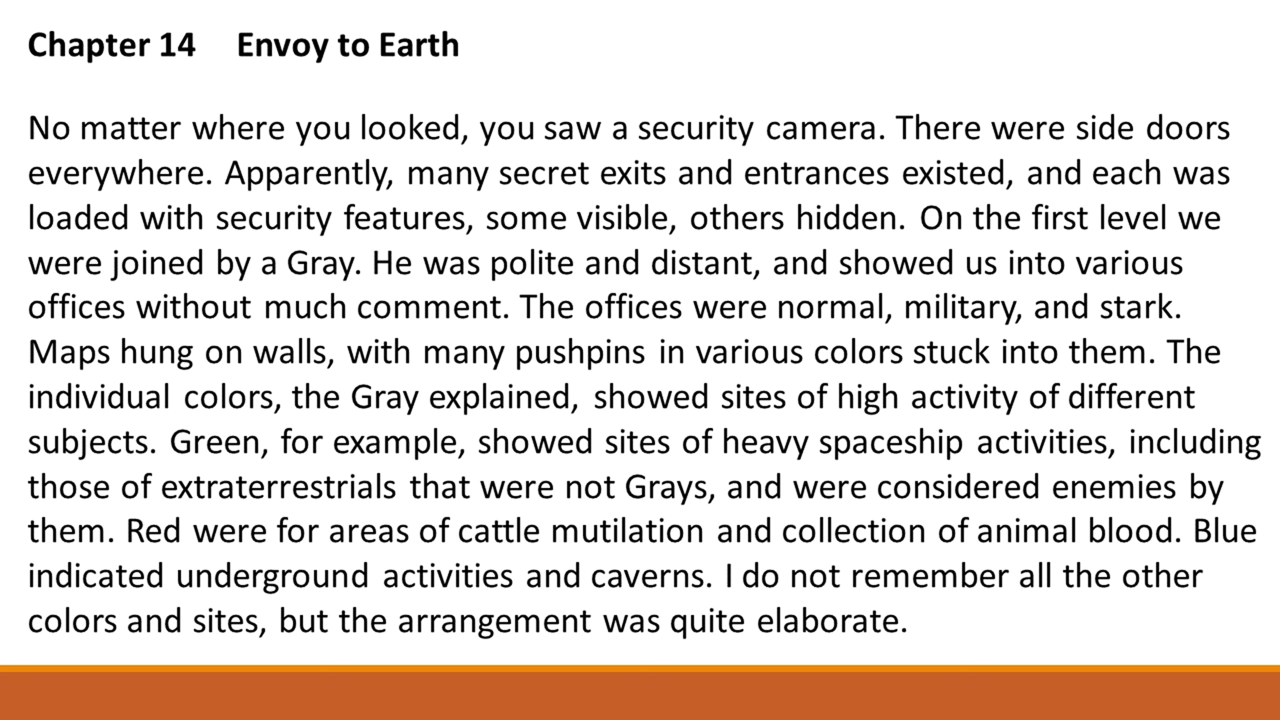 Chapter 14 Envoy to Earth
No matter where you looked, you saw a security camera. There were side doors
everywhere. Apparently, many secret exits and entrances existed, and each was
loaded with security features, some visible, others hidden. On the first level we
were joined by a Gray. He was polite and distant, and showed us into various
offices without much comment. The offices were normal, military, and stark.
Maps hung on walls, with many pushpins in various colors stuck into them. The
individual colors, the Gray explained, showed sites of high activity of different
subjects. Green, for example, showed sites of heavy spaceship activities, including
those of extraterrestrials that were not Grays, and were considered enemies by
them. Red were for areas of cattle mutilation and collection of animal blood. Blue
indicated underground activities and caverns. I do not remember all the other
colors and sites, but the arrangement was quite elaborate.